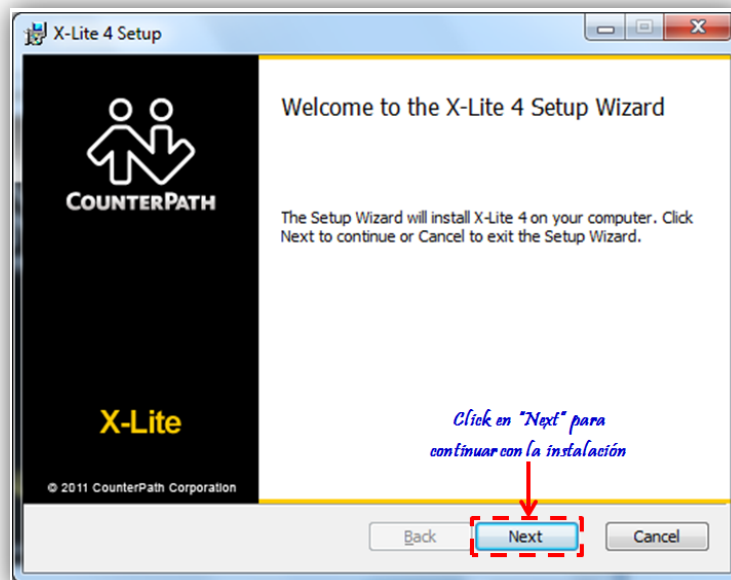 X-Lite 4 Setup
Welcome to the X-Lite 4 Setup Wizard
COUNTERPATH
The Setup Wizard will install X-Lite 4 on your computer. Click
Next to continue or Cancel to exit the Setup Wizard.
X-Lite
Click en "Next" para
continuar con la instalación
© 2011 CounterPath Corporation
Back
Next
Cancel